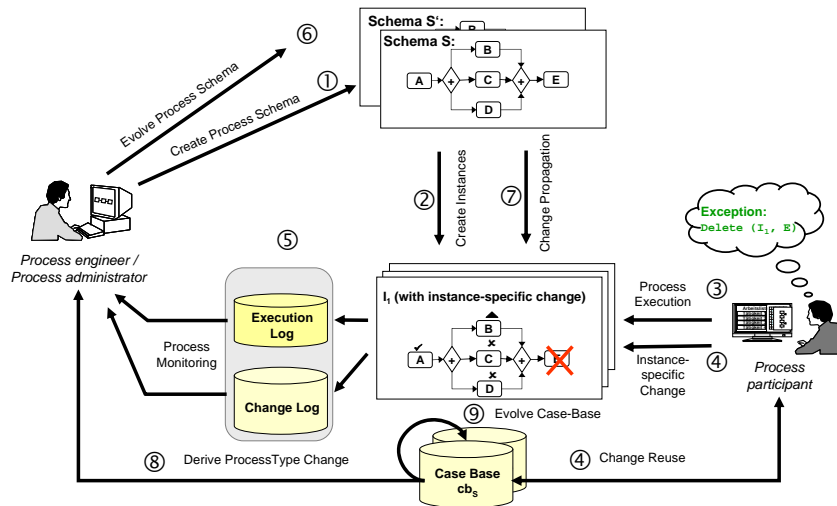 Schema S‘:
B
Schema S:
B
A
+
C
+
E
D
⑥
①
Evolve Process Schema
Create Process Schema
②
Create Instances
⑦
Change Propagation
Exception:
Delete (I1, E)
Process engineer /
Process administrator
⑤
Execution
Log
Change Log
Process
Monitoring
I1 (with instance-specific change)
B
A
+
C
+
E
D
Process
Execution
③
Instance-
specific
Change
④
Process
participant
⑨ Evolve Case-Base
⑧ Derive ProcessType Change
Case Base
cbS
④ Change Reuse